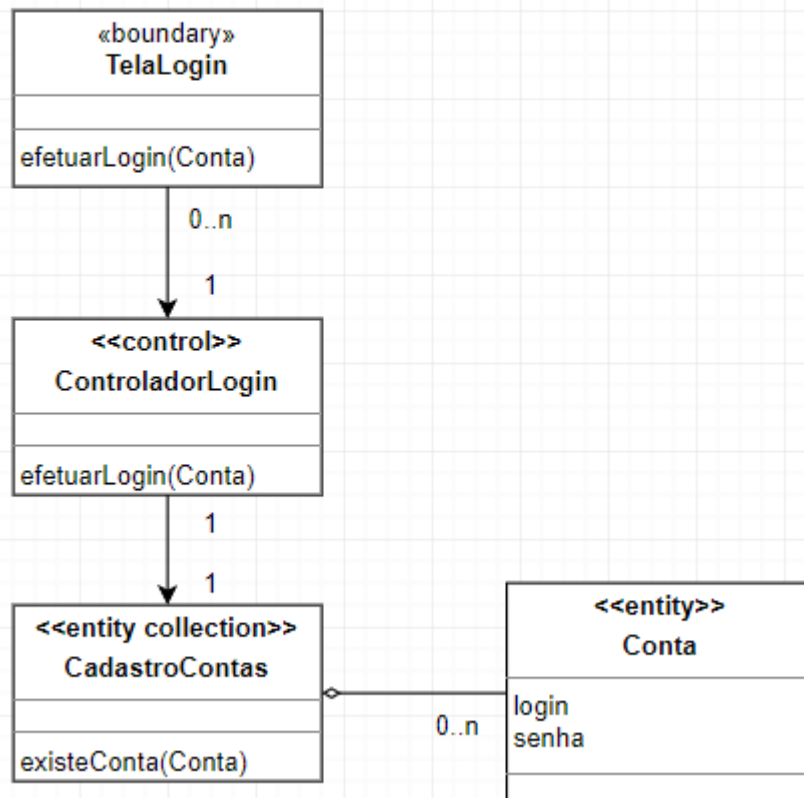 «boundary»
TelaLogin
efetuarLogin(Conta)
0..n
1
<<control>>
ControladorLogin
efetuarLogin(Conta)
1
1
<<entity collection>>
CadastroContas
existeConta(Conta)
0..n
<<entity>>
Conta
login
senha